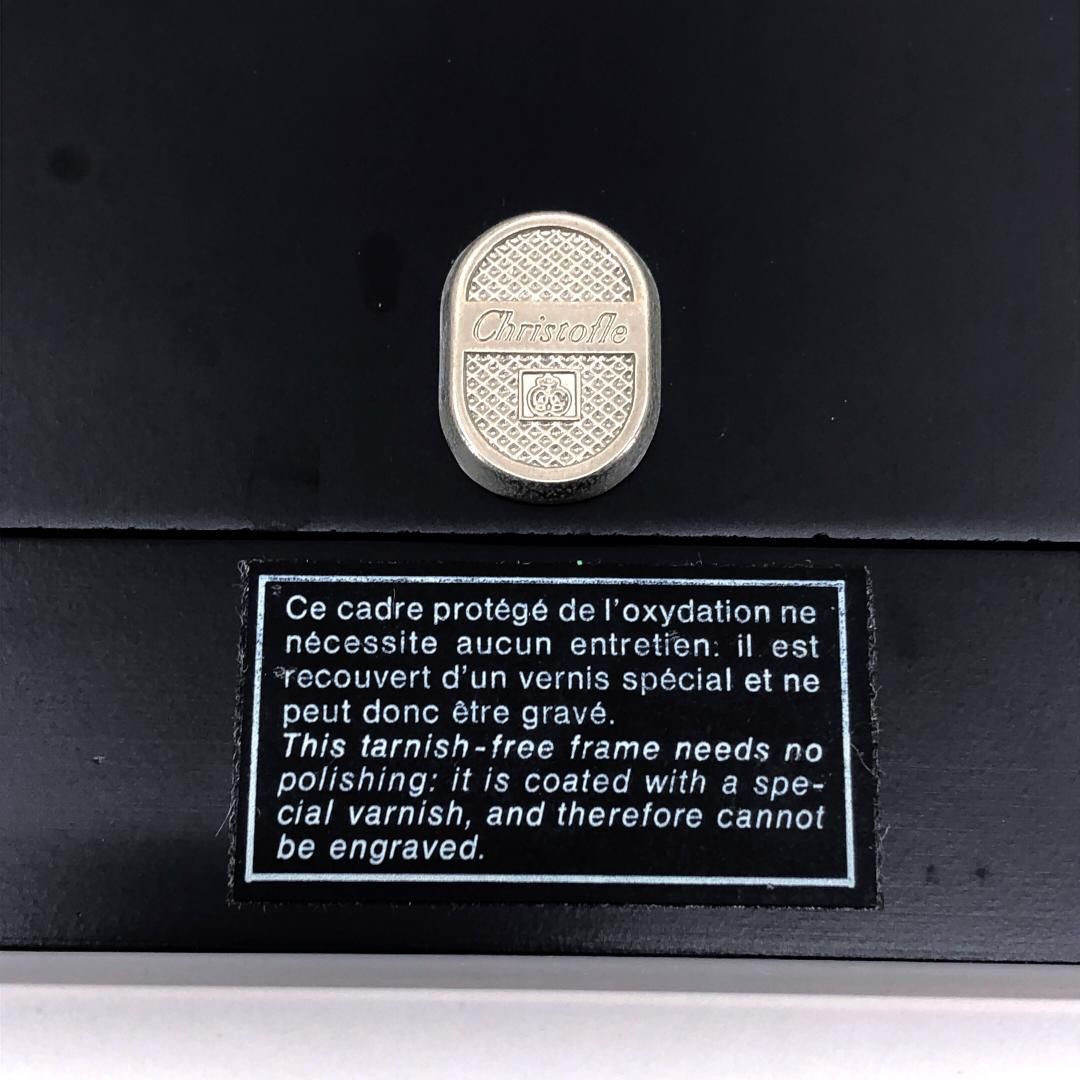 Christofle
Ce cadre protégé de l'oxydation ne
nécessite aucun entretien: il est
recouvert d'un vernis spécial et ne
peut donc être gravé.
This tarnish-free frame needs no
polishing: it is coated with a spe-
cial varnish, and therefore cannot
be engraved.